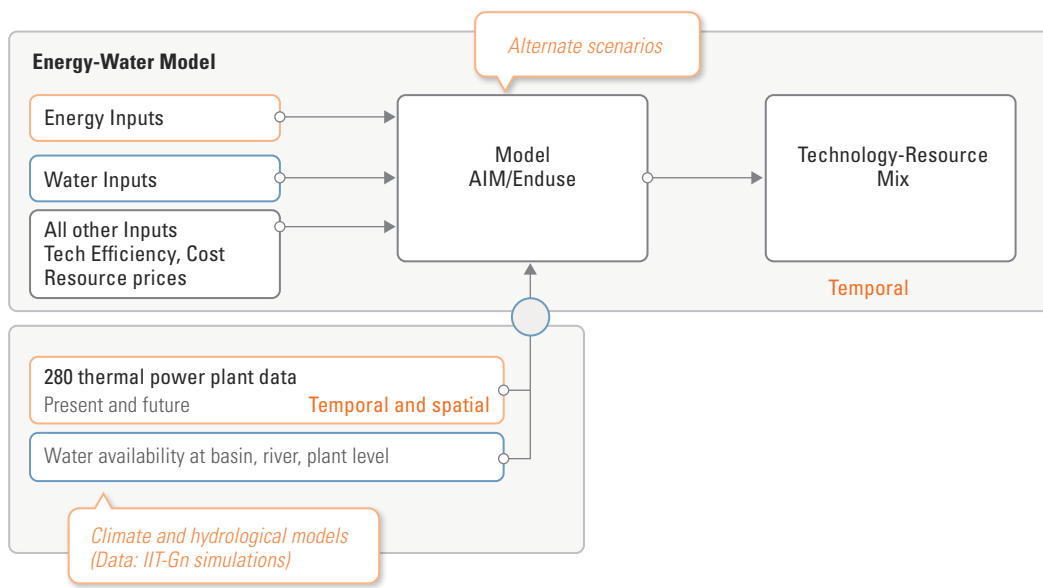 Alternate scenarios
Energy-Water Model
Energy Inputs
Water Inputs
All other Inputs
Tech Efficiency, Cost
Resource prices
Model
AIM/Enduse
Technology-Resource
Mix
Temporal
280 thermal power plant data
Present and future
Temporal and spatial
Water availability at basin, river, plant level
Climate and hydrological models
(Data: IIT-Gn simulations)